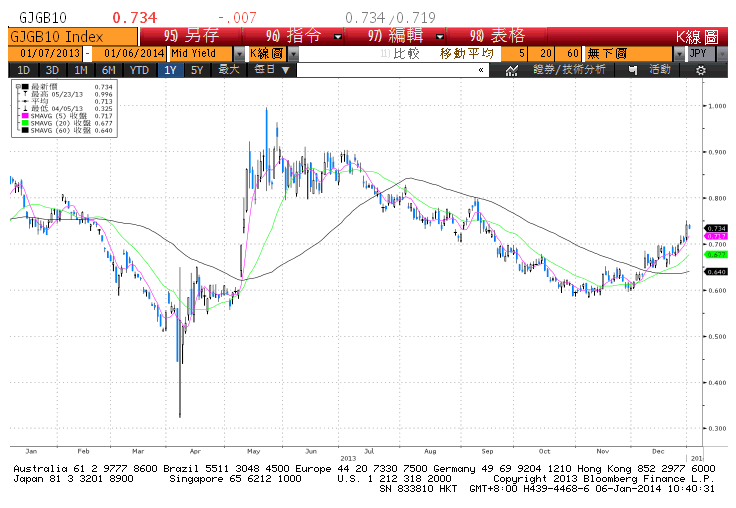 GJGB10 0.734 -.007 0.734 /0.719
GJGB10 Index 95) 另存 96) 指令 97) 編輯 98) 表格 K線圖
01/07/2013 - 01/06/2014 Mid Yield K線圖 比較 移動平均 5 20 60 無下圖 JPY
1D 3D 1M 6M YTD 1Y 5Y 最大 每日 ▼ « 證券/技術分析 活動
最新價 0.734
最高 05/23/13 0.996
平均 0.713
最低 04/05/13 0.325
SMAVG (5) 收盤 0.717
SMAVG (20) 收盤 0.677
SMAVG (60) 收盤 0.640
1.000
0.900
0.800
0.734
0.717
0.700
0.677
0.640
0.600
0.500
0.400
0.300
Jan Feb Mar Apr May Jun Jul Aug Sep Oct Nov Dec
2013 201
Australia 61 2 9777 8600 Brazil 5511 3048 4500 Europe 44 20 7330 7500 Germany 49 69 9204 1210 Hong Kong 852 2977 6000
Japan 81 3 3201 8900 Singapore 65 6212 1000 U.S. 1 212 318 2000 Copyright 2013 Bloomberg Finance L.P.
SN 833810 HKT GMT+8:00 H439-4468-6 06-Jan-2014 10:40:31